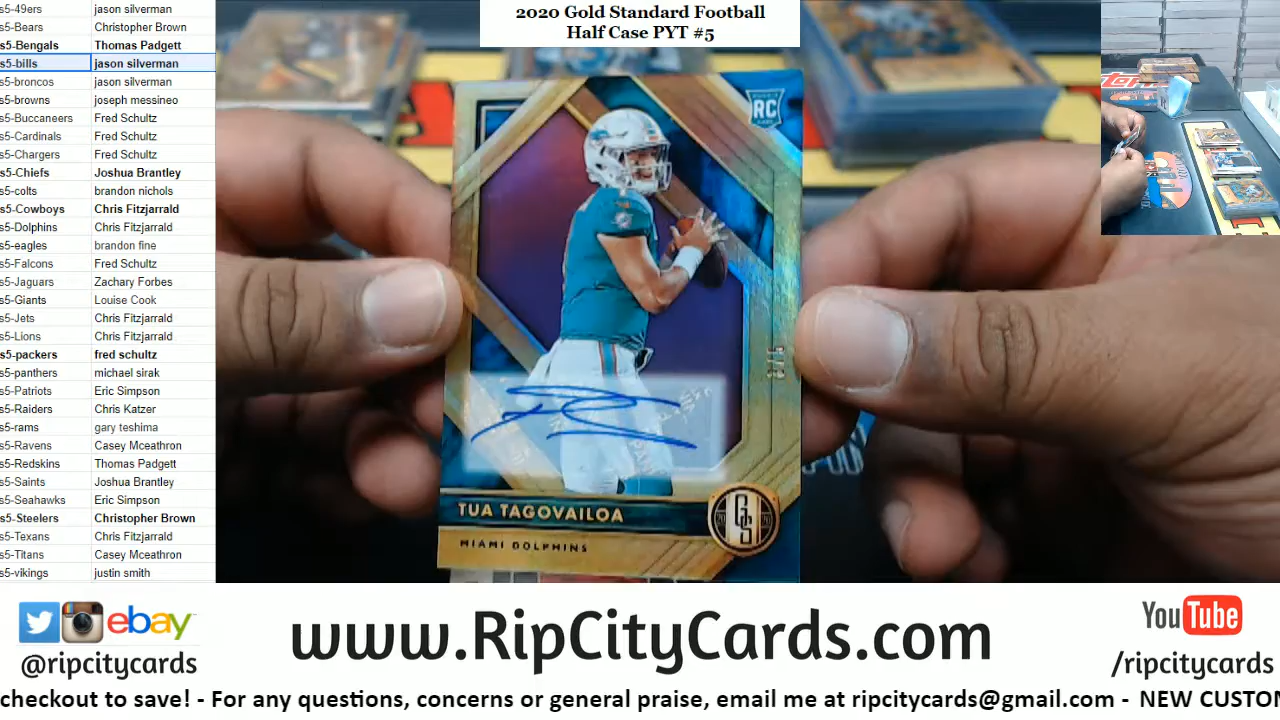 2020 Gold Standard Football
Half Case PYT #5
s5-49ers jason silverman
s5-Bears Christopher Brown
s5-Bengals Thomas Padgett
s5-bills jason silverman
s5-broncos jason silverman
s5-browns joseph messineo
s5-Buccaneers Fred Schultz
s5-Cardinals Fred Schultz
s5-Chargers Fred Schultz
s5-Chiefs Joshua Brantley
s5-colts brandon nichols
s5-Cowboys Chris Fitzjarrald
s5-Dolphins Chris Fitzjarrald
s5-eagles brandon fine
s5-Falcons Fred Schultz
s5-Jaguars Zachary Forbes
s5-Giants Louise Cook
s5-Jets Chris Fitzjarrald
s5-Lions Chris Fitzjarrald
s5-packers fred schultz
s5-panthers michael sirak
s5-Patriots Eric Simpson
s5-Raiders Chris Katzer
s5-rams gary teshima
s5-Ravens Casey Mceathron
s5-Redskins Thomas Padgett
s5-Saints Joshua Brantley
s5-Seahawks Eric Simpson
s5-Steelers Christopher Brown
s5-Texans Chris Fitzjarrald
s5-Titans Casey Mceathron
s5-vikings justin smith
RC
TUA TAGOVAILOA
MIAMI DOLPHINS
GS
ebay
@ripcitycards
www.RipCityCards.com
YouTube
/ripcitycards
checkout to save! - For any questions, concerns or general praise, email me at ripcitycards@gmail.com - NEW CUSTO